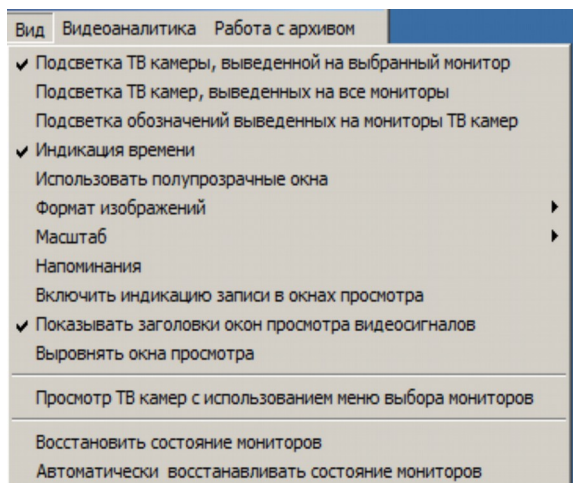 Вид Видеоаналитика Работа с архивом
Подсветка ТВ камеры, выведенной на выбранный монитор
Подсветка ТВ камер, выведенных на все мониторы
Подсветка обозначений выведенных на мониторы ТВ камер
Индикация времени
Использовать полупрозрачные окна
Формат изображений
Масштаб
Напоминания
Включить индикацию записи в окнах просмотра
Показывать заголовки окон просмотра видеосигналов
Выровнять окна просмотра
Просмотр ТВ камер с использованием меню выбора мониторов
Восстановить состояние мониторов
Автоматически восстанавливать состояние мониторов